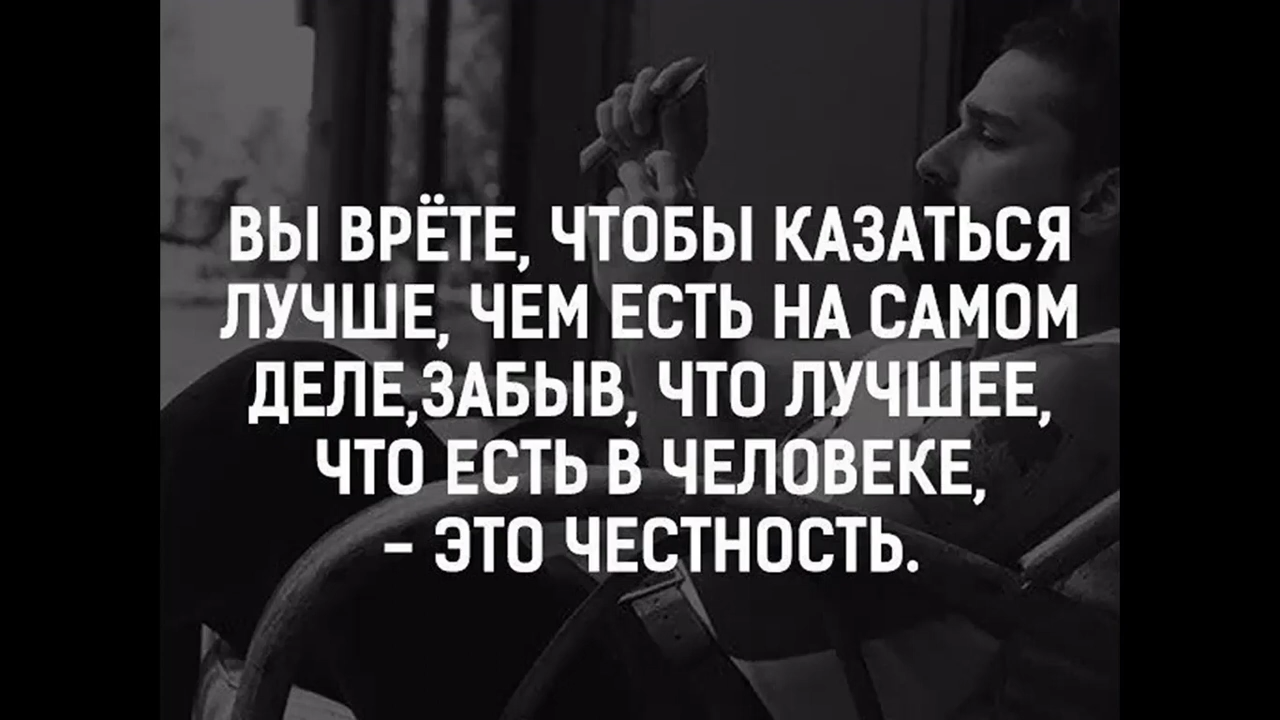 ВЫ ВРЁТЕ, ЧТОБЫ КАЗАТЬСЯ
ЛУЧШЕ, ЧЕМ ЕСТЬ НА САМОМ
ДЕЛЕ,ЗАБЫВ, ЧТО ЛУЧШЕЕ,
ЧТО ЕСТЬ В ЧЕЛОВЕКЕ,
– ЭТО ЧЕСТНОСТЬ.